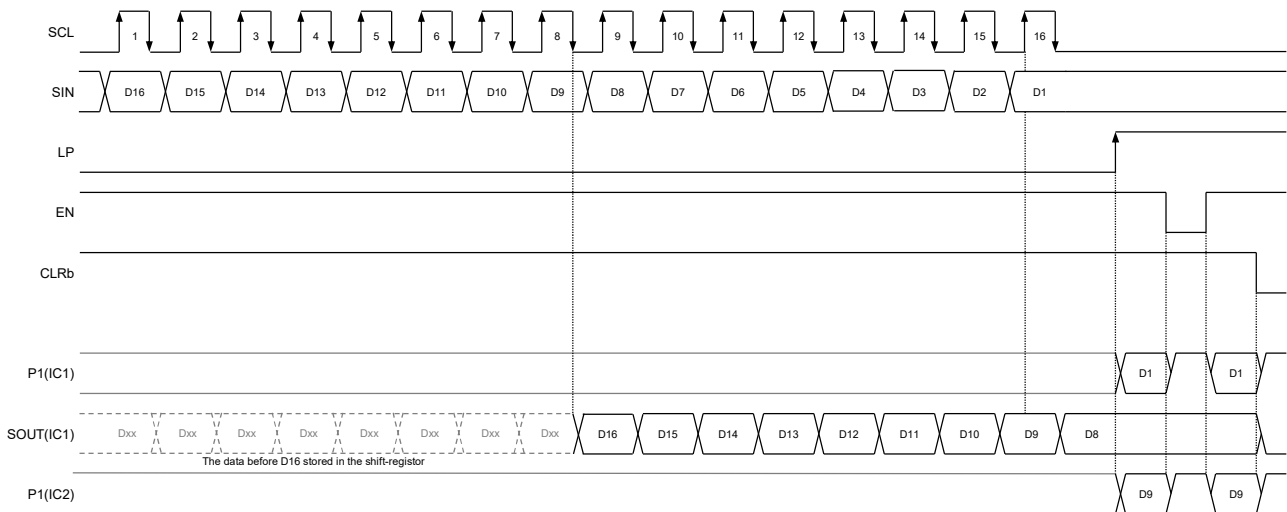 SCL 1 2 3 4 5 6 7 8 9 10 11 12 13 14 15 16
SIN D16 D15 D14 D13 D12 D11 D10 D9 D8 D7 D6 D5 D4 D3 D2 D1
LP
EN
CLRb
P1(IC1) D1 D1
SOUT(IC1) Dxx Dxx Dxx Dxx Dxx Dxx Dxx Dxx D16 D15 D14 D13 D12 D11 D10 D9 D8
The data before D16 stored in the shift-registor
P1(IC2) D9 D9